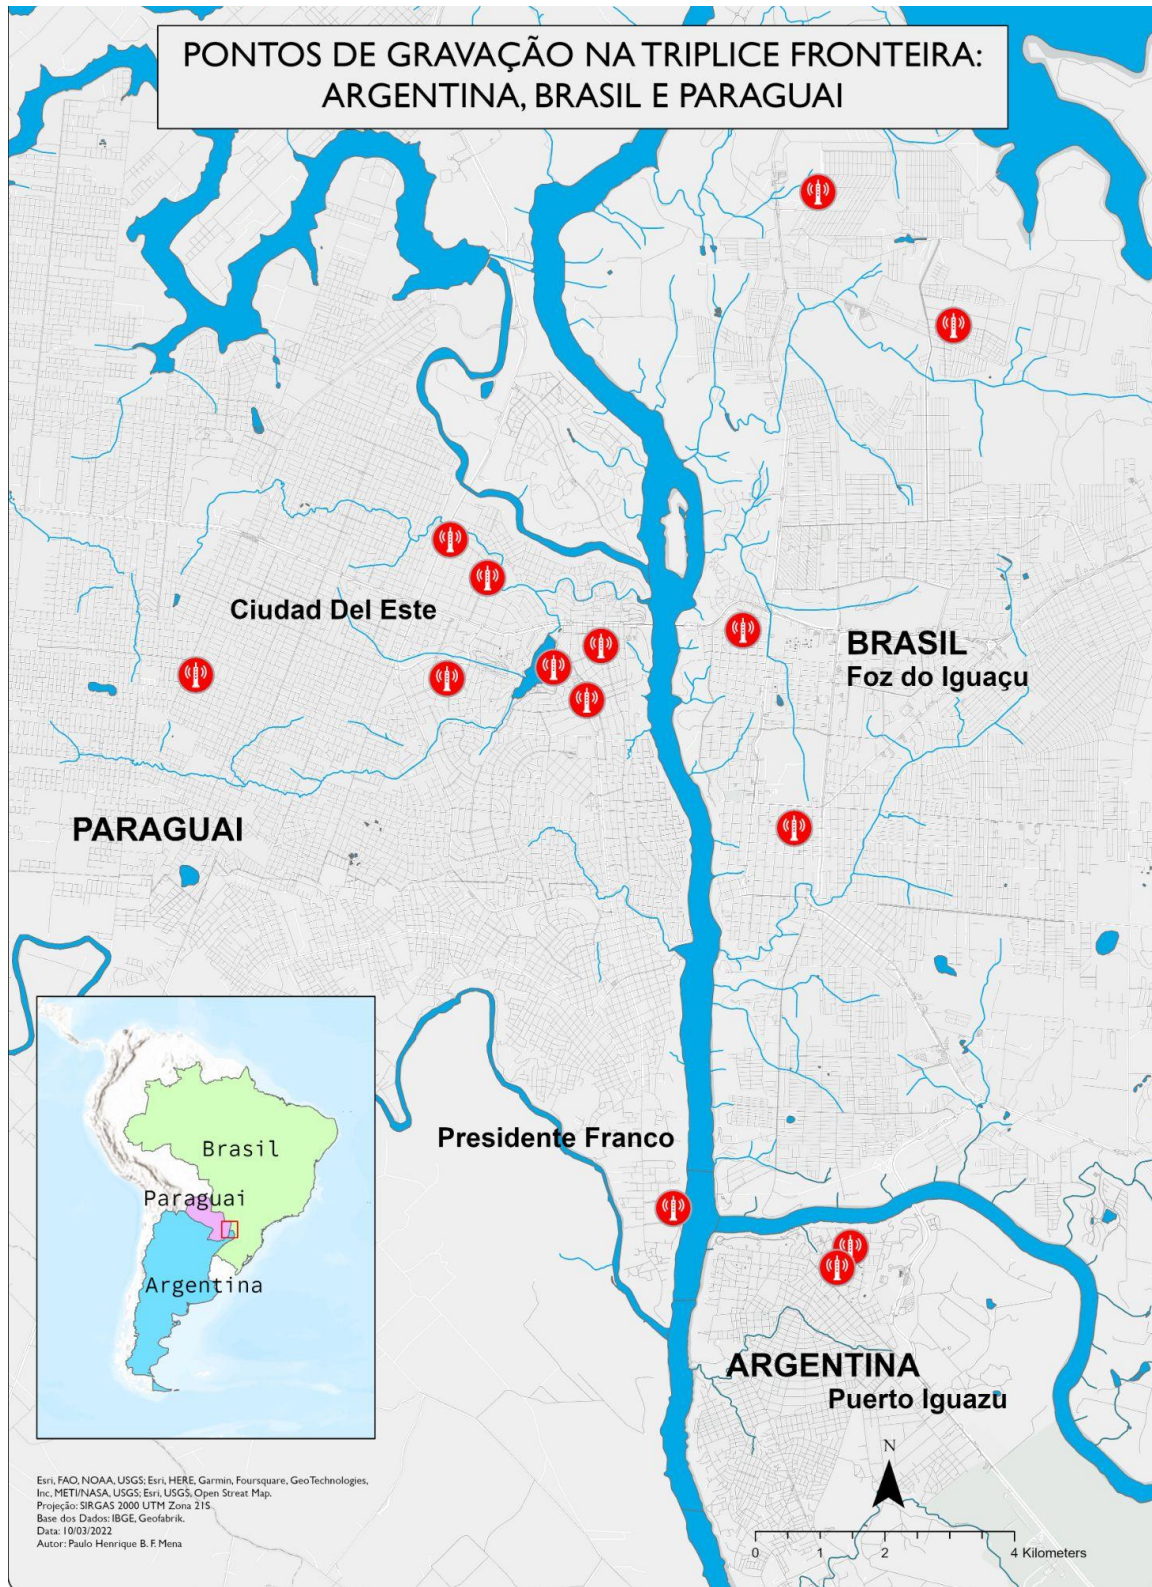 PONTOS DE GRAVAÇÃO NA TRIPLICE FRONTEIRA:
ARGENTINA, BRASIL E PARAGUAI
Ciudad Del Este
BRASIL
Foz do Iguaçu
PARAGUAI
Presidente Franco
Brasil
Paraguai
Argentina
ARGENTINA
Puerto Iguazu
N
0 1 2 4 Kilometers
Esri, FAO, NOAA, USGS; Esri, HERE, Garmin, Foursquare, GeoTechnologies,
Inc, METI/NASA, USGS; Esri, USGS, Open Streat Map.
Projeção: SIRGAS 2000 UTM Zona 21S
Base dos Dados: IBGE, Geofabrik.
Data: 10/03/2022
Autor: Paulo Henrique B. F. Mena